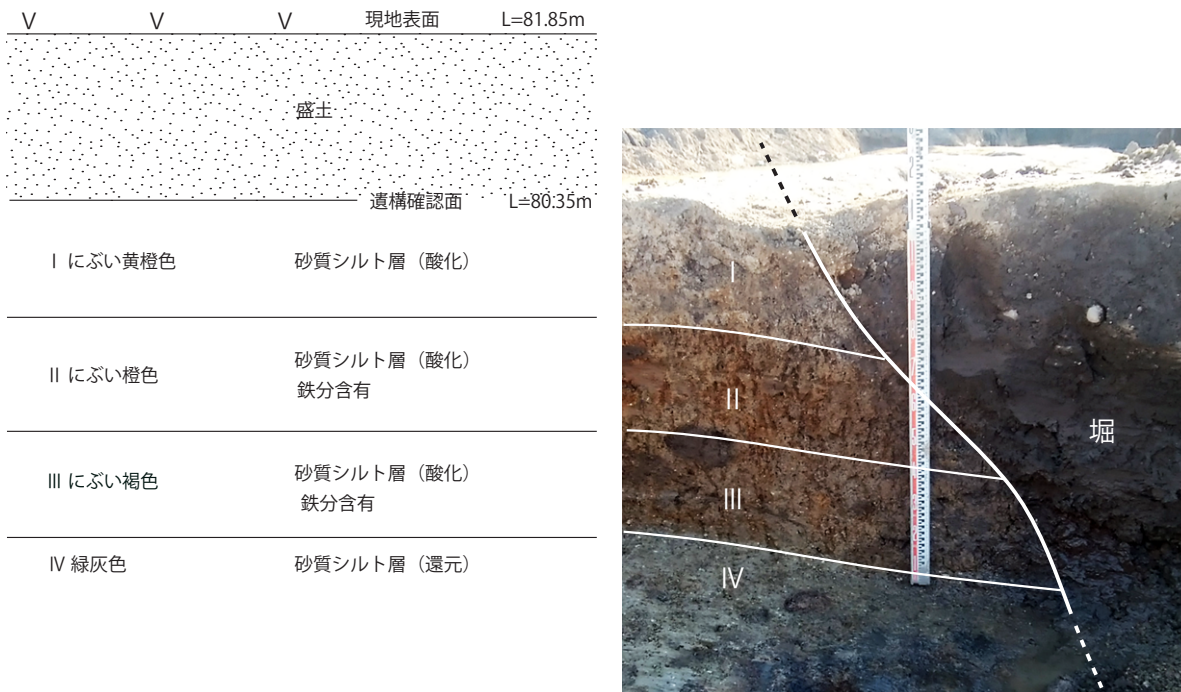 V V V 現地表面 L=81.85m
盛土
遺構確認面 L=80.35m
Ⅰ にぶい黄橙色 砂質シルト層（酸化）
Ⅱ にぶい橙色 砂質シルト層（酸化）
鉄分含有
Ⅲ にぶい褐色 砂質シルト層（酸化）
鉄分含有
Ⅳ 緑灰色 砂質シルト層（還元）
Ⅰ
Ⅱ
堀
Ⅲ
Ⅳ